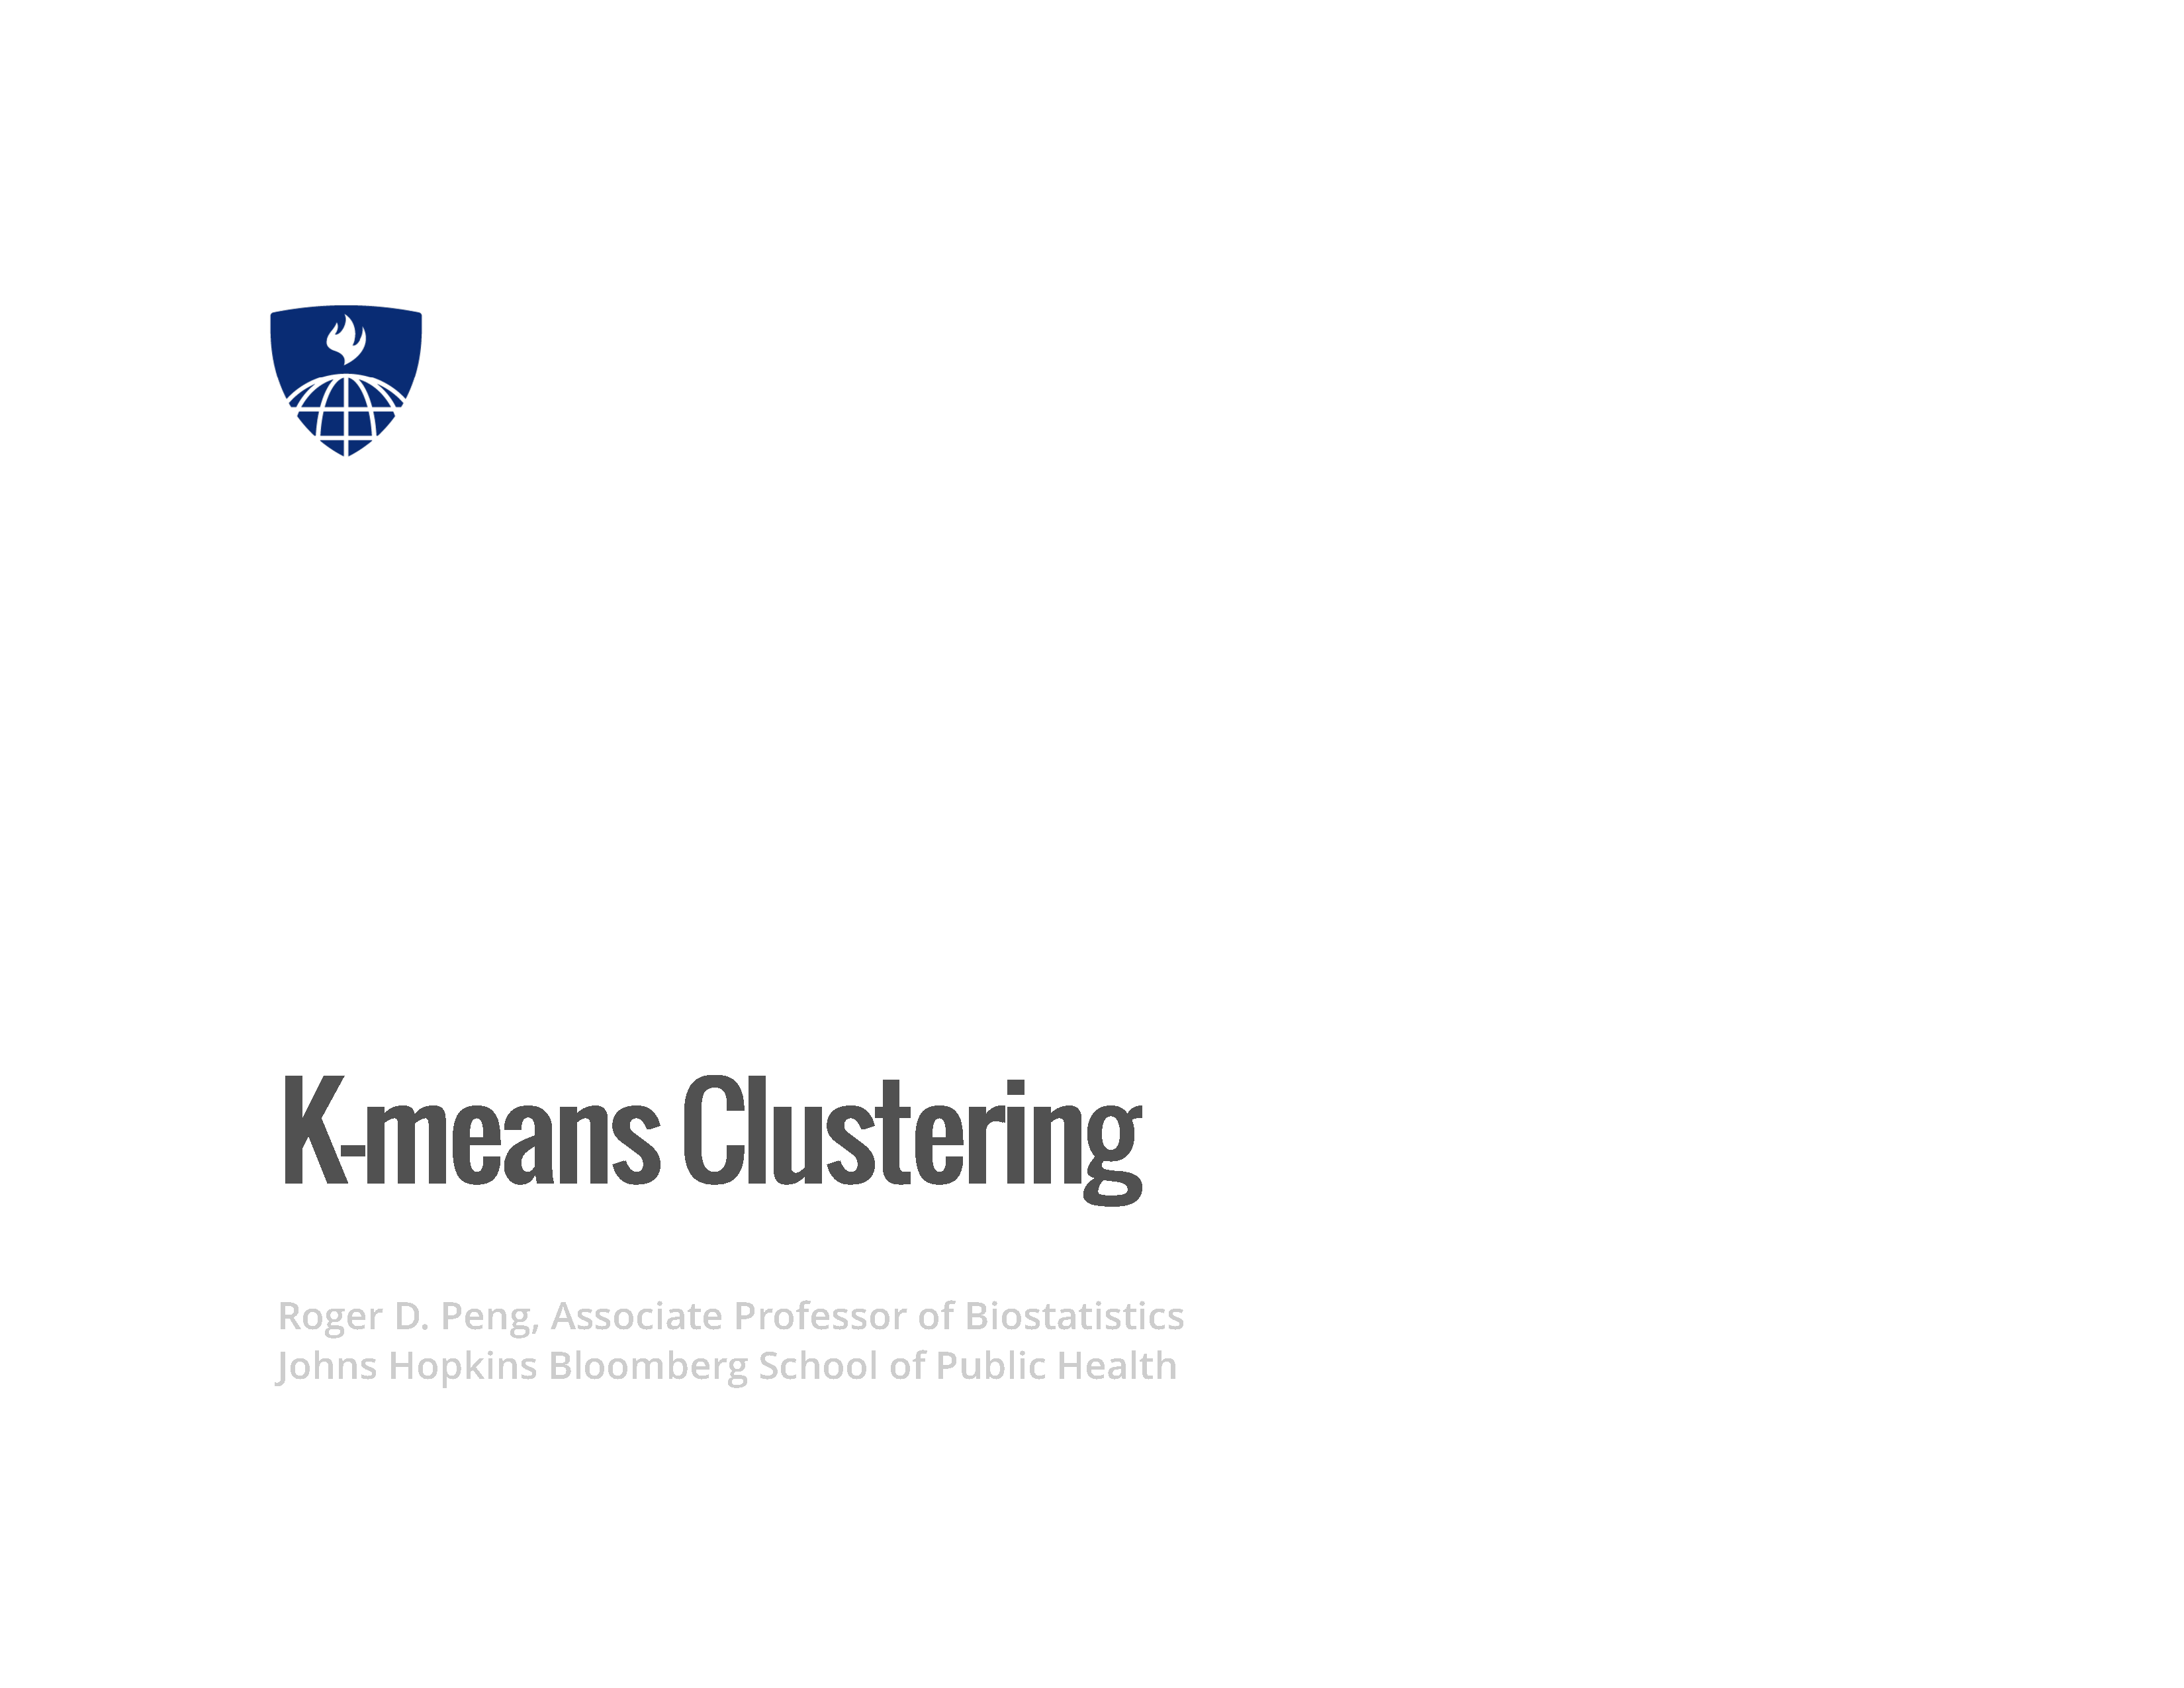 K-means Clustering
Roger D. Peng, Associate Professor of Biostatistics
Johns Hopkins Bloomberg School of Public Health